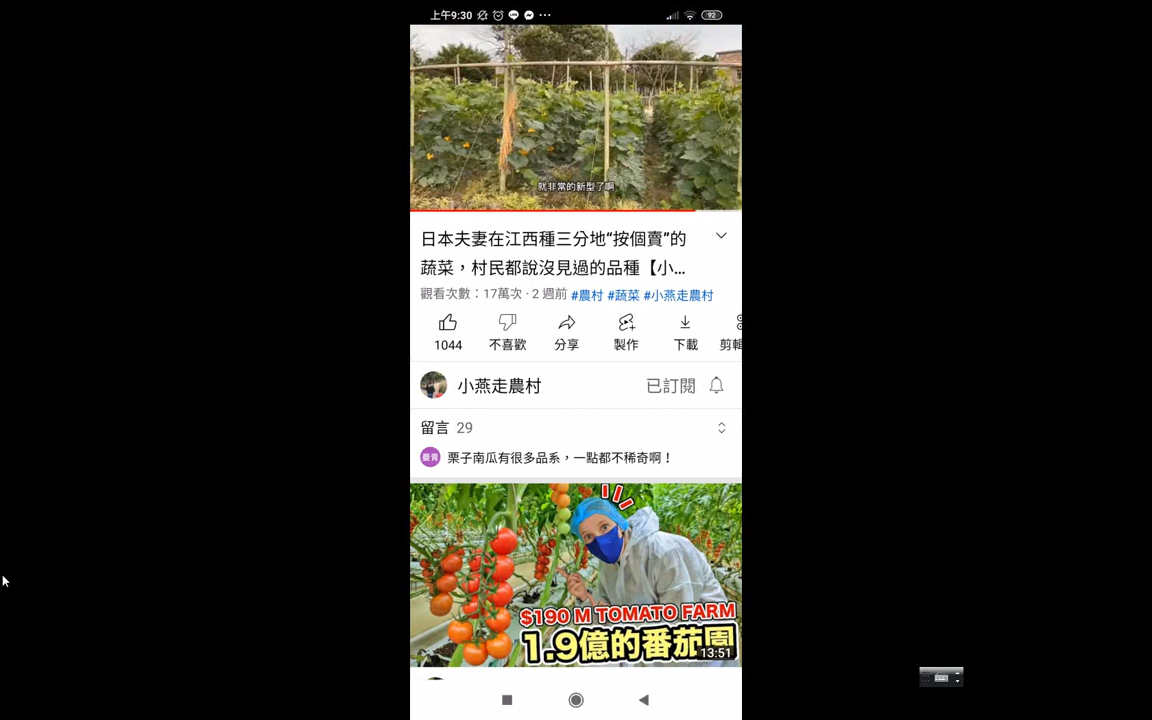 上午9:30
92
就非常的新型了啊
日本夫妻在江西種三分地“按個賣”的
蔬菜，村民都說沒見過的品種【小...
觀看次數：17萬次 · 2 週前 #農村 #蔬菜 #小燕走農村
1044 不喜歡 分享 製作 下載 剪輯
小燕走農村 已訂閱
留言 29
栗子南瓜有很多品系，一點都不稀奇啊！
$190 M TOMATO FARM
1.9億的番茄園
13:51